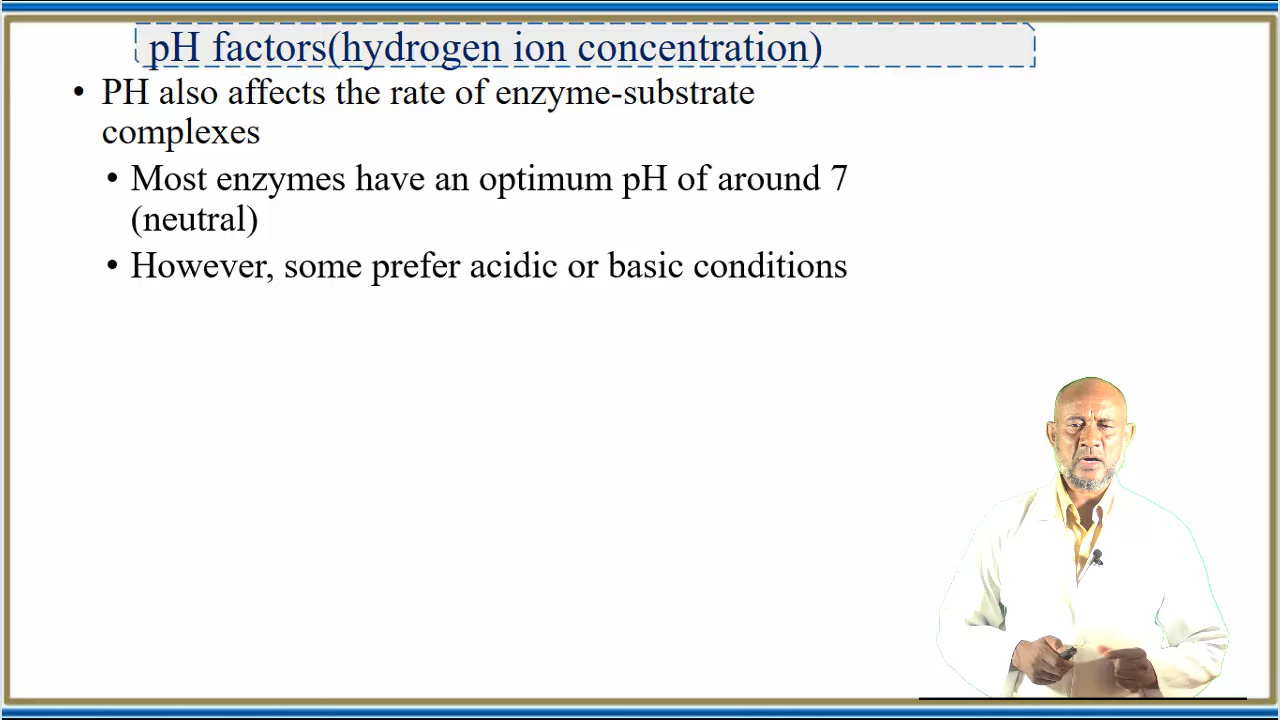 pH factors(hydrogen ion concentration)
• PH also affects the rate of enzyme-substrate
complexes
• Most enzymes have an optimum pH of around 7
(neutral)
• However, some prefer acidic or basic conditions